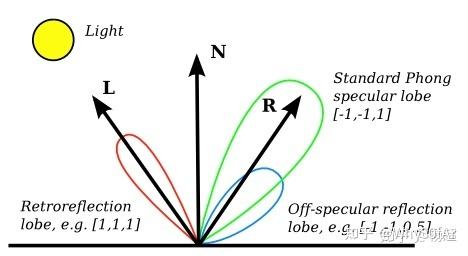 Light
N
L
R
Standard Phong
specular lobe
[-1,-1,1]
Retroreflection
lobe, e.g. [1,1,1]
Off-specular reflection
lobe, e.g. [-1,-1,0.5]
知乎